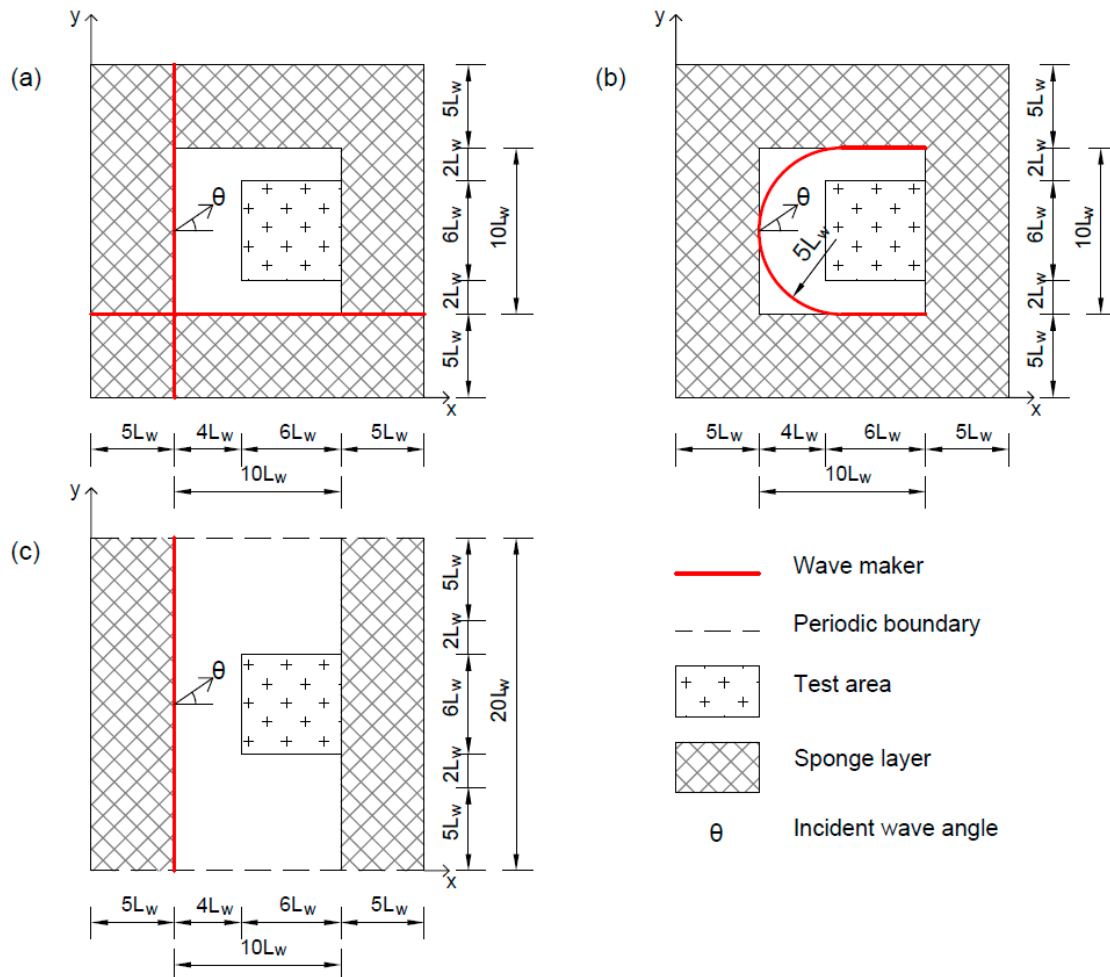 y
(a)
θ
5Lw
2Lw
6Lw
2Lw
5Lw
10Lw
x
5Lw
4Lw
6Lw
5Lw
10Lw
y
(b)
θ
5Lw
5Lw
2Lw
6Lw
2Lw
5Lw
10Lw
x
5Lw
4Lw
6Lw
5Lw
10Lw
y
(c)
θ
5Lw
2Lw
6Lw
2Lw
5Lw
20Lw
x
5Lw
4Lw
6Lw
5Lw
10Lw
Wave maker
Periodic boundary
Test area
Sponge layer
θ Incident wave angle